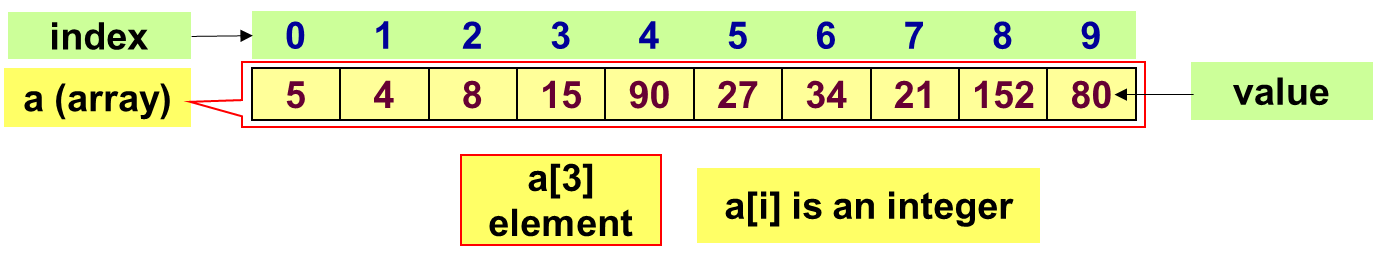 index 0 1 2 3 4 5 6 7 8 9
a (array) 5 4 8 15 90 27 34 21 152 80 value
a[3]
element
a[i] is an integer